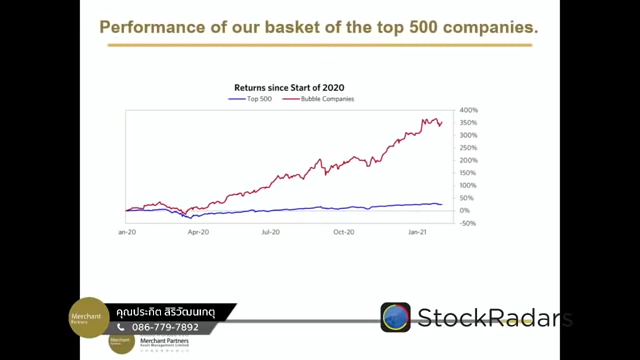 Performance of our basket of the top 500 companies.
Returns since Start of 2020
Top 500
Bubble Companies
400%
350%
300%
250%
200%
150%
100%
50%
0%
-50%
an-20
Apr-20
Jul-20
Oct-20
Jan-21
Merchant
Partners
คุณประกิต สิริวัฒนเกตุ
086-779-7892
StockRadars
Merchant Partners
Asset Management Limited